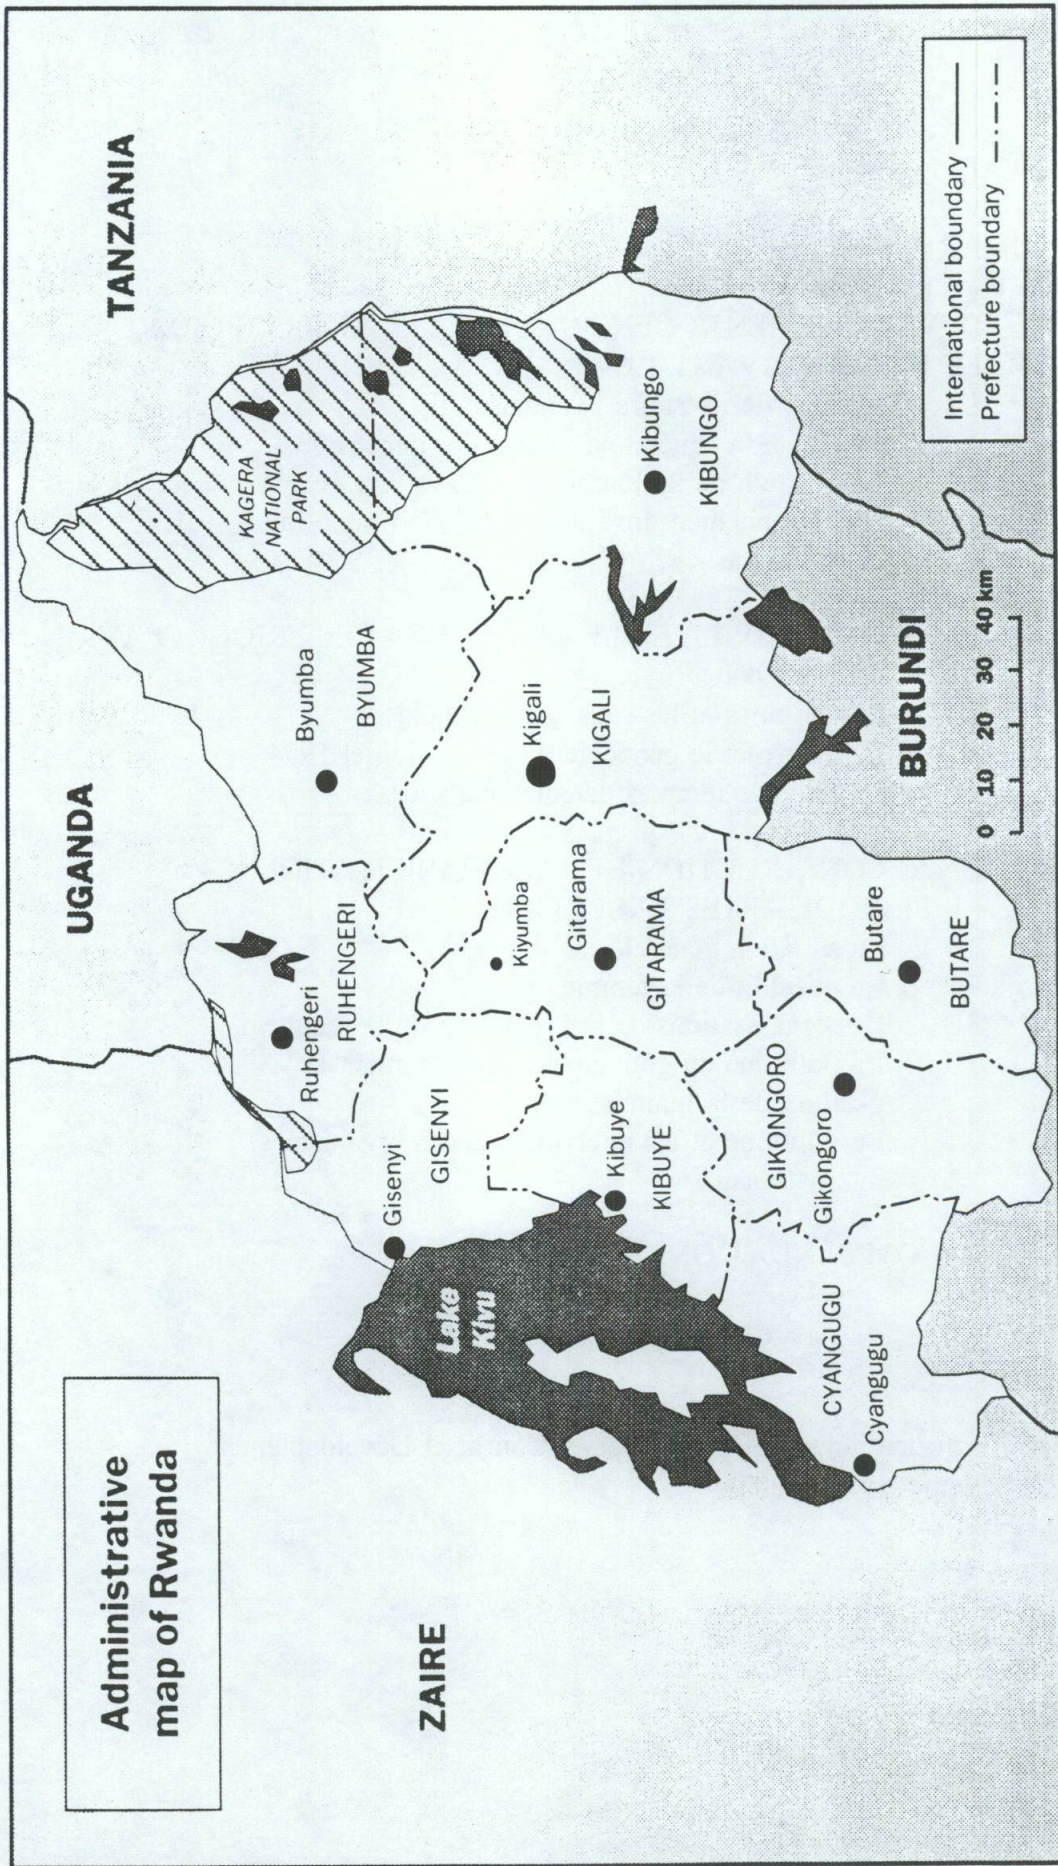 Administrative
map of Rwanda
UGANDA
TANZANIA
ZAIRE
BURUNDI
KAGERA
NATIONAL
PARK
Ruhengeri
RUHENGERI
Byumba
BYUMBA
Gisenyi
GISENYI
Lake
Kivu
Kiyumba
Gitarama
GITARAMA
Kigali
KIGALI
Kibungo
KIBUNGO
Kibuye
KIBUYE
GIKONGORO
Gikongoro
CYANGUGU
Cyangugu
Butare
BUTARE
0 10 20 30 40 km
International boundary
Prefecture boundary